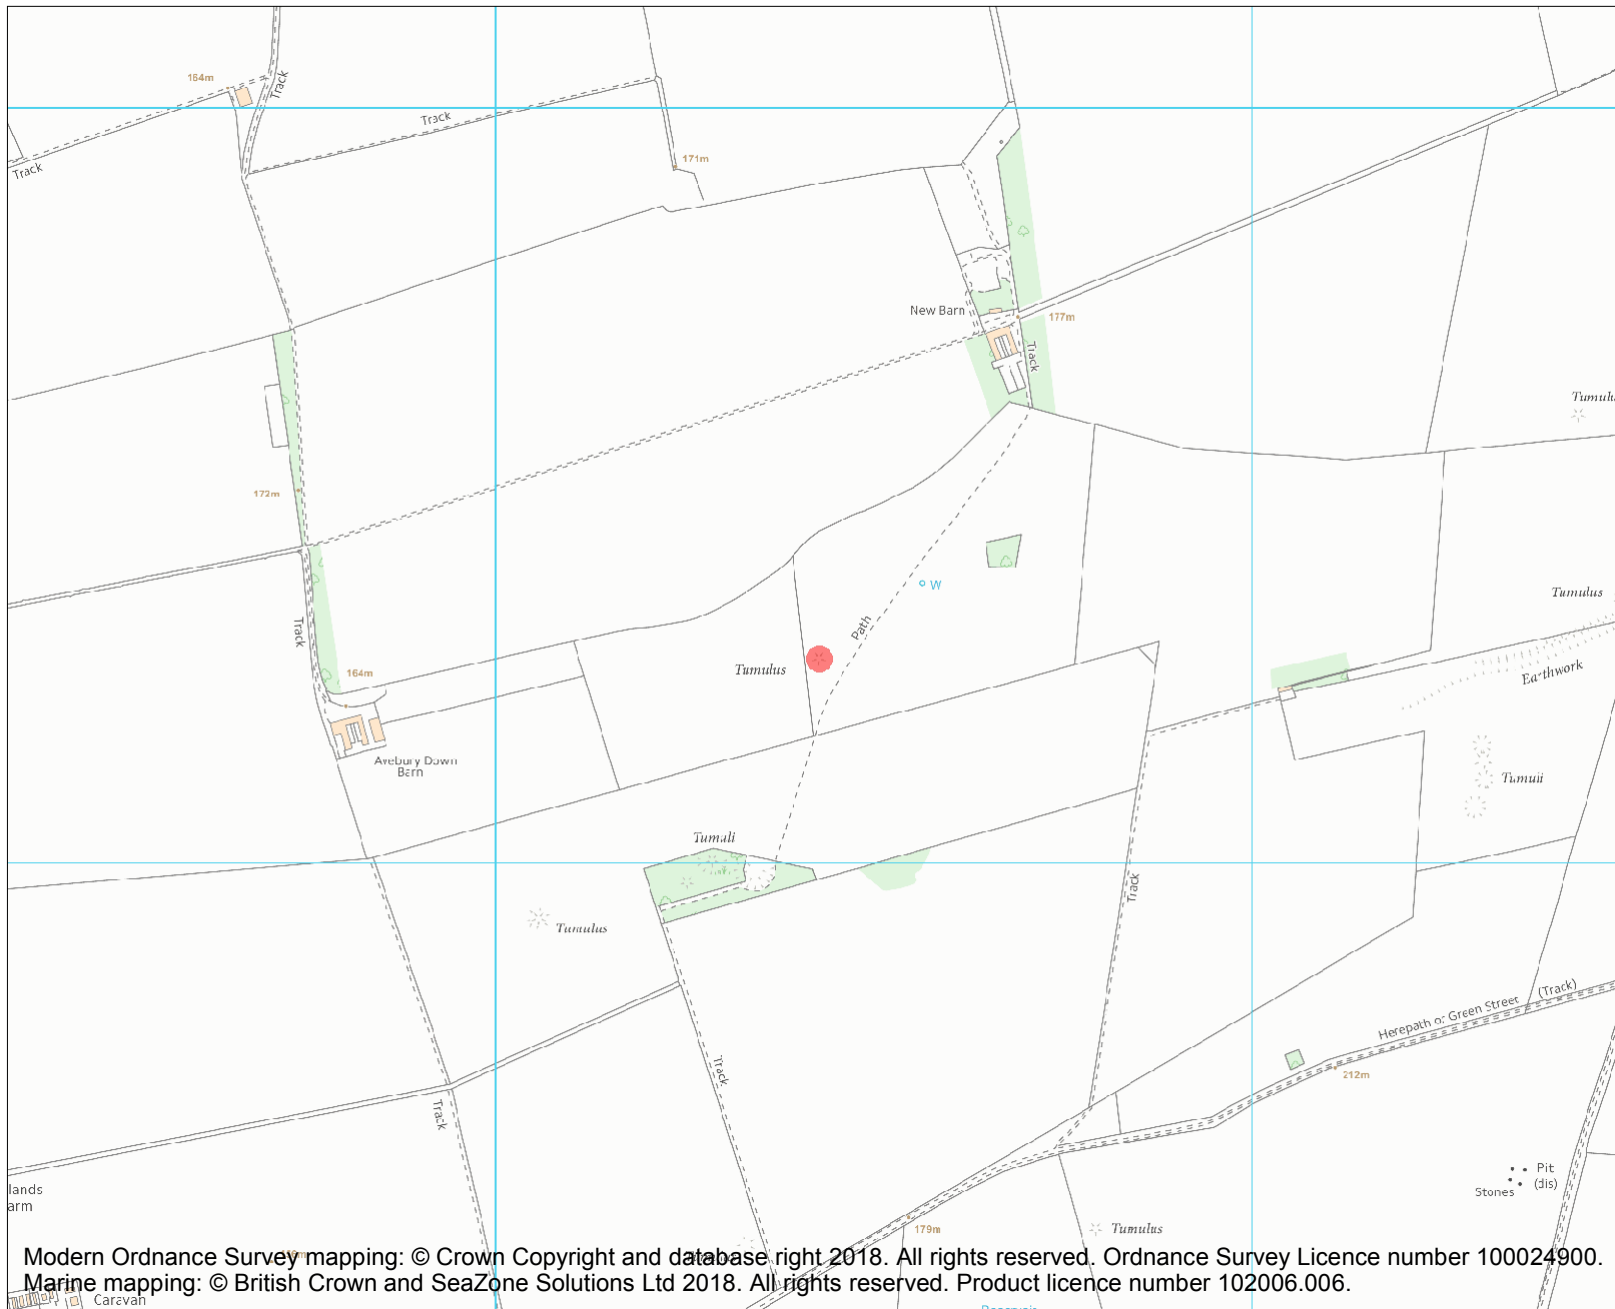 164m
Track
Track
Track
171m
New Barn
177m
Track
Tumulu
172m
Tumulus
W
Track
Path
Tumulus
164m
Earthwork
Avebury Down
Barn
Tumuli
Tumuli
Track
Tumulus
Herepath or Green Street (Track)
Track
212m
Track
Pit
(dis)
Stones
lands
arm
179m
Tumulus
Modern Ordnance Survey mapping: © Crown Copyright and database right 2018. All rights reserved. Ordnance Survey Licence number 100024900.
Marine mapping: © British Crown and SeaZone Solutions Ltd 2018. All rights reserved. Product licence number 102006.006.
Caravan